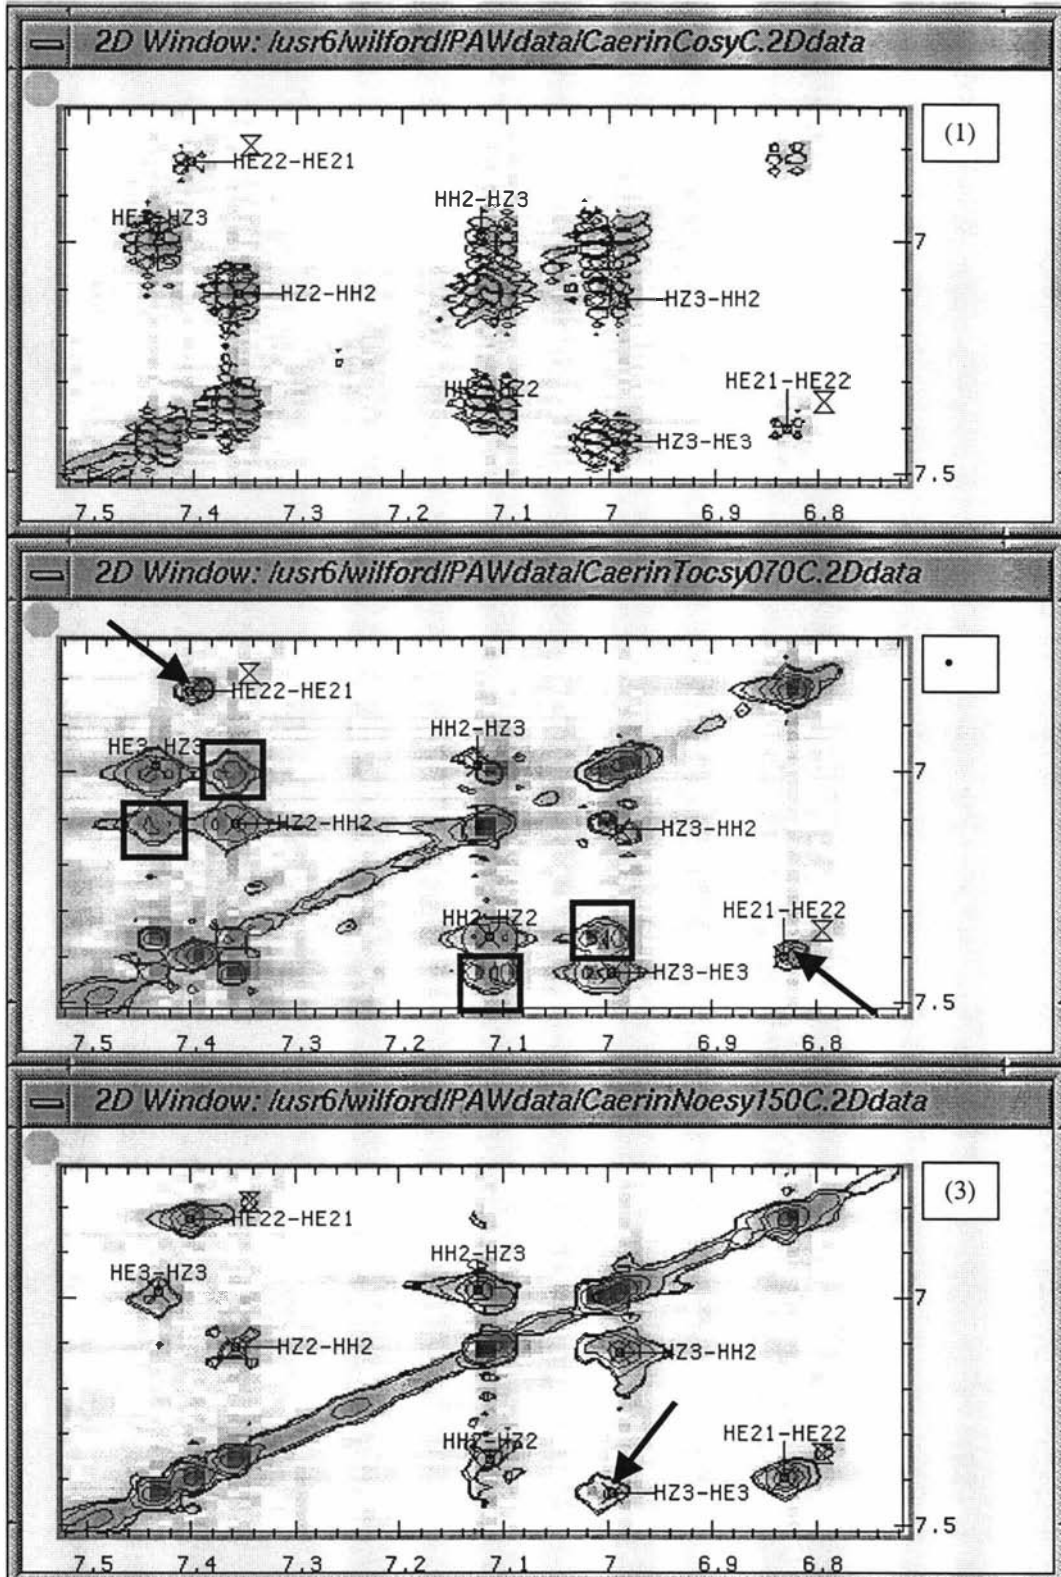 2D Window: /usr6/wilford/PAWdata/CaerinCosyC.2Ddata
(1)
HE22-HE21
HE3-HZ3
HH2-HZ3
7
HZ2-HH2
HZ3-HH2
HE21-HE22
HH2-HZ2
HZ3-HE3
7.5
7.5 7.4 7.3 7.2 7.1 7 6.9 6.8
2D Window: /usr6/wilford/PAWdata/CaerinTocsy070C.2Ddata
HE22-HE21
HE3-HZ3
HH2-HZ3
7
HZ2-HH2
HZ3-HH2
HE21-HE22
HH2-HZ2
HZ3-HE3
7.5
7.5 7.4 7.3 7.2 7.1 7 6.9 6.8
2D Window: /usr6/wilford/PAWdata/CaerinNoesy150C.2Ddata
(3)
HE22-HE21
HE3-HZ3
HH2-HZ3
7
HZ2-HH2
HZ3-HH2
HH2-HZ2
HE21-HE22
HZ3-HE3
7.5
7.5 7.4 7.3 7.2 7.1 7 6.9 6.8